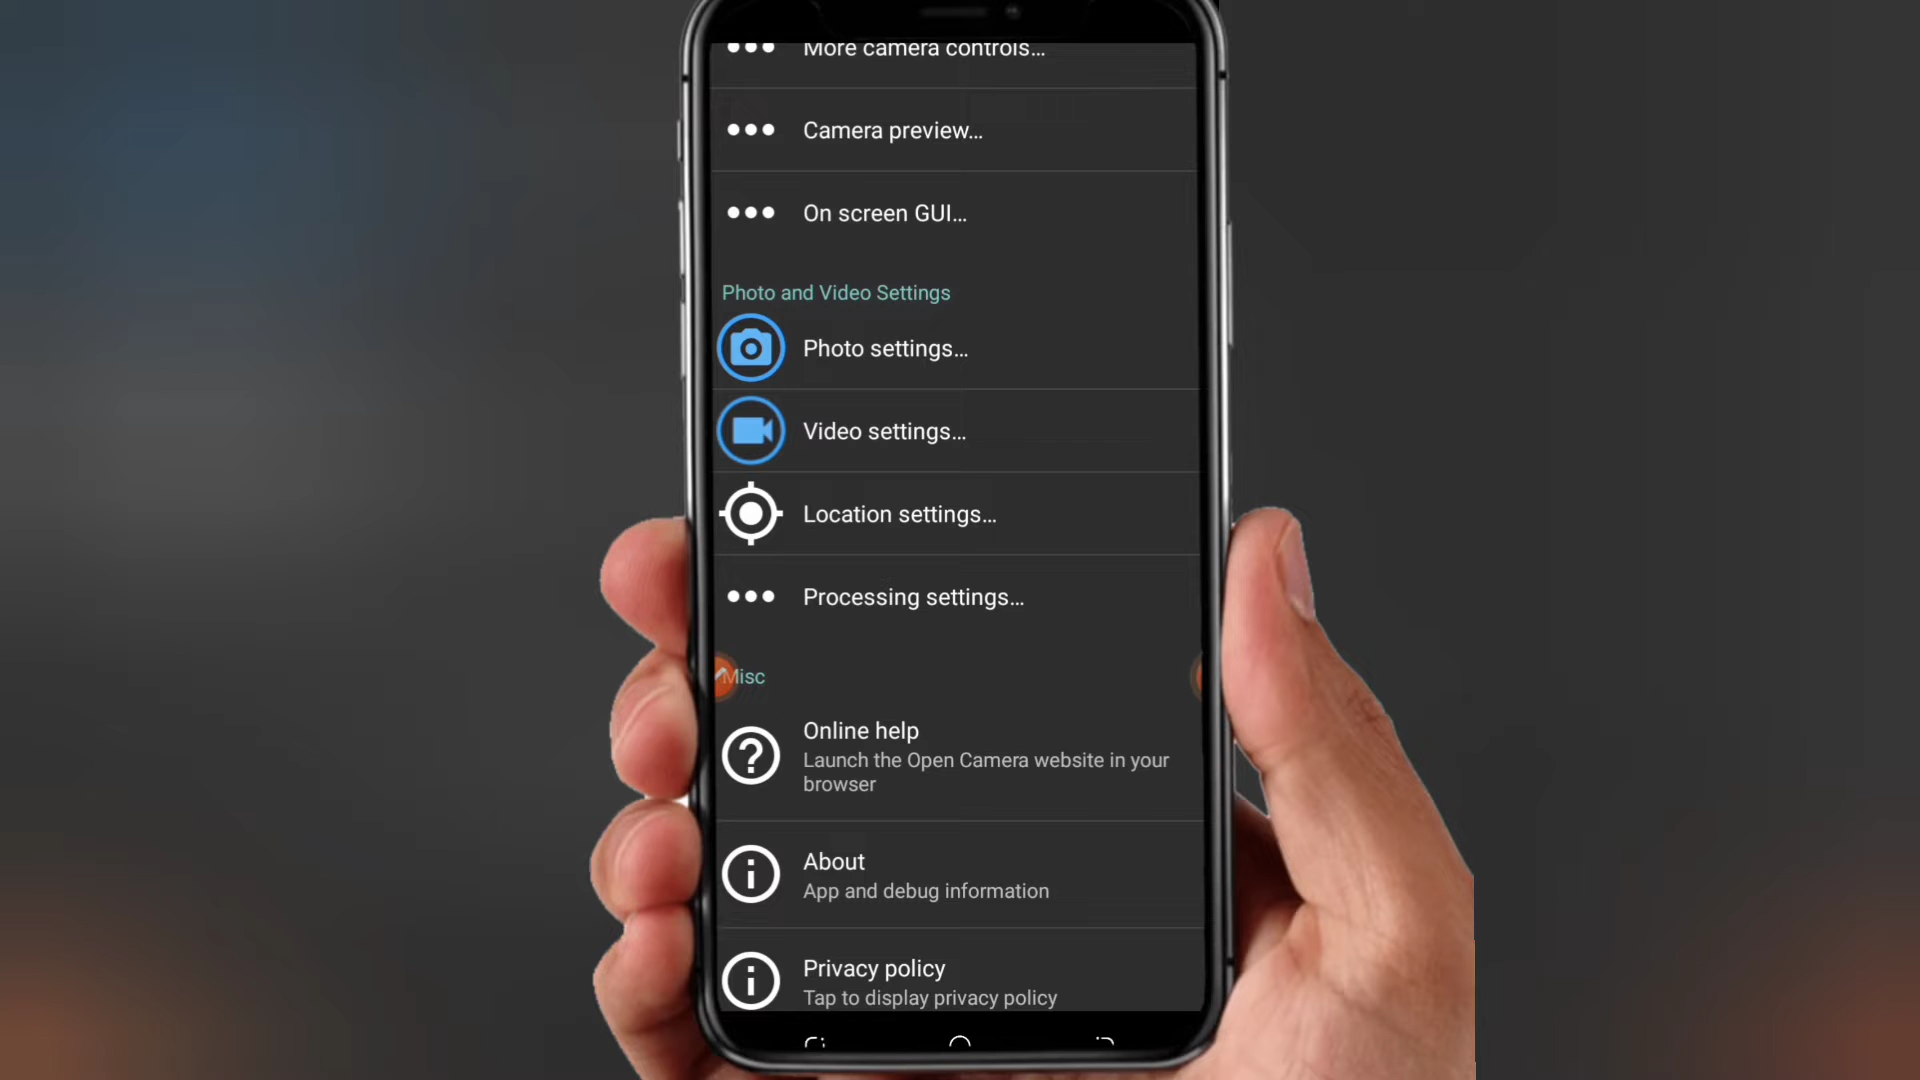 More camera controls...
Camera preview...
On screen GUI...
Photo and Video Settings
Photo settings...
Video settings...
Location settings...
Processing settings...
Misc
Online help
Launch the Open Camera website in your
browser
About
App and debug information
Privacy policy
Tap to display privacy policy